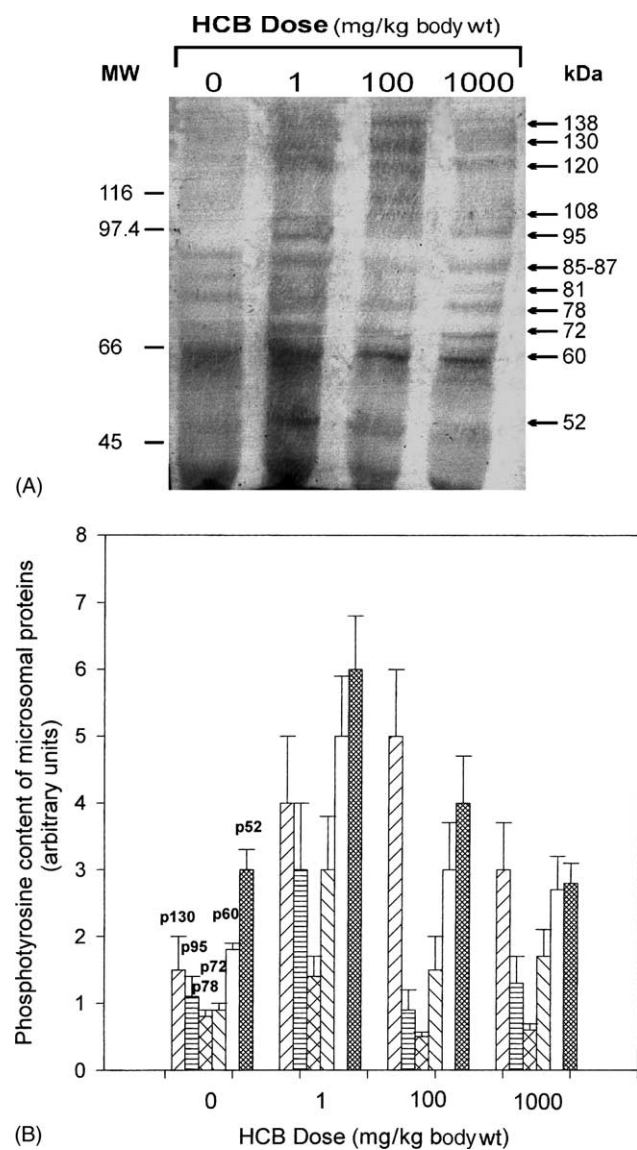 HCB Dose (mg/kg body wt)
MW 0 1 100 1000 kDa
138
130
120
116
108
97.4
95
85-87
81
78
72
66
60
52
45
(A)
8
7
6
5
4
3
2
1
0
Phosphotyrosine content of microsomal proteins
(arbitrary units)
p130
p95
p78
p72
p60
p52
0 1 100 1000
(B) HCB Dose (mg/kg body wt)